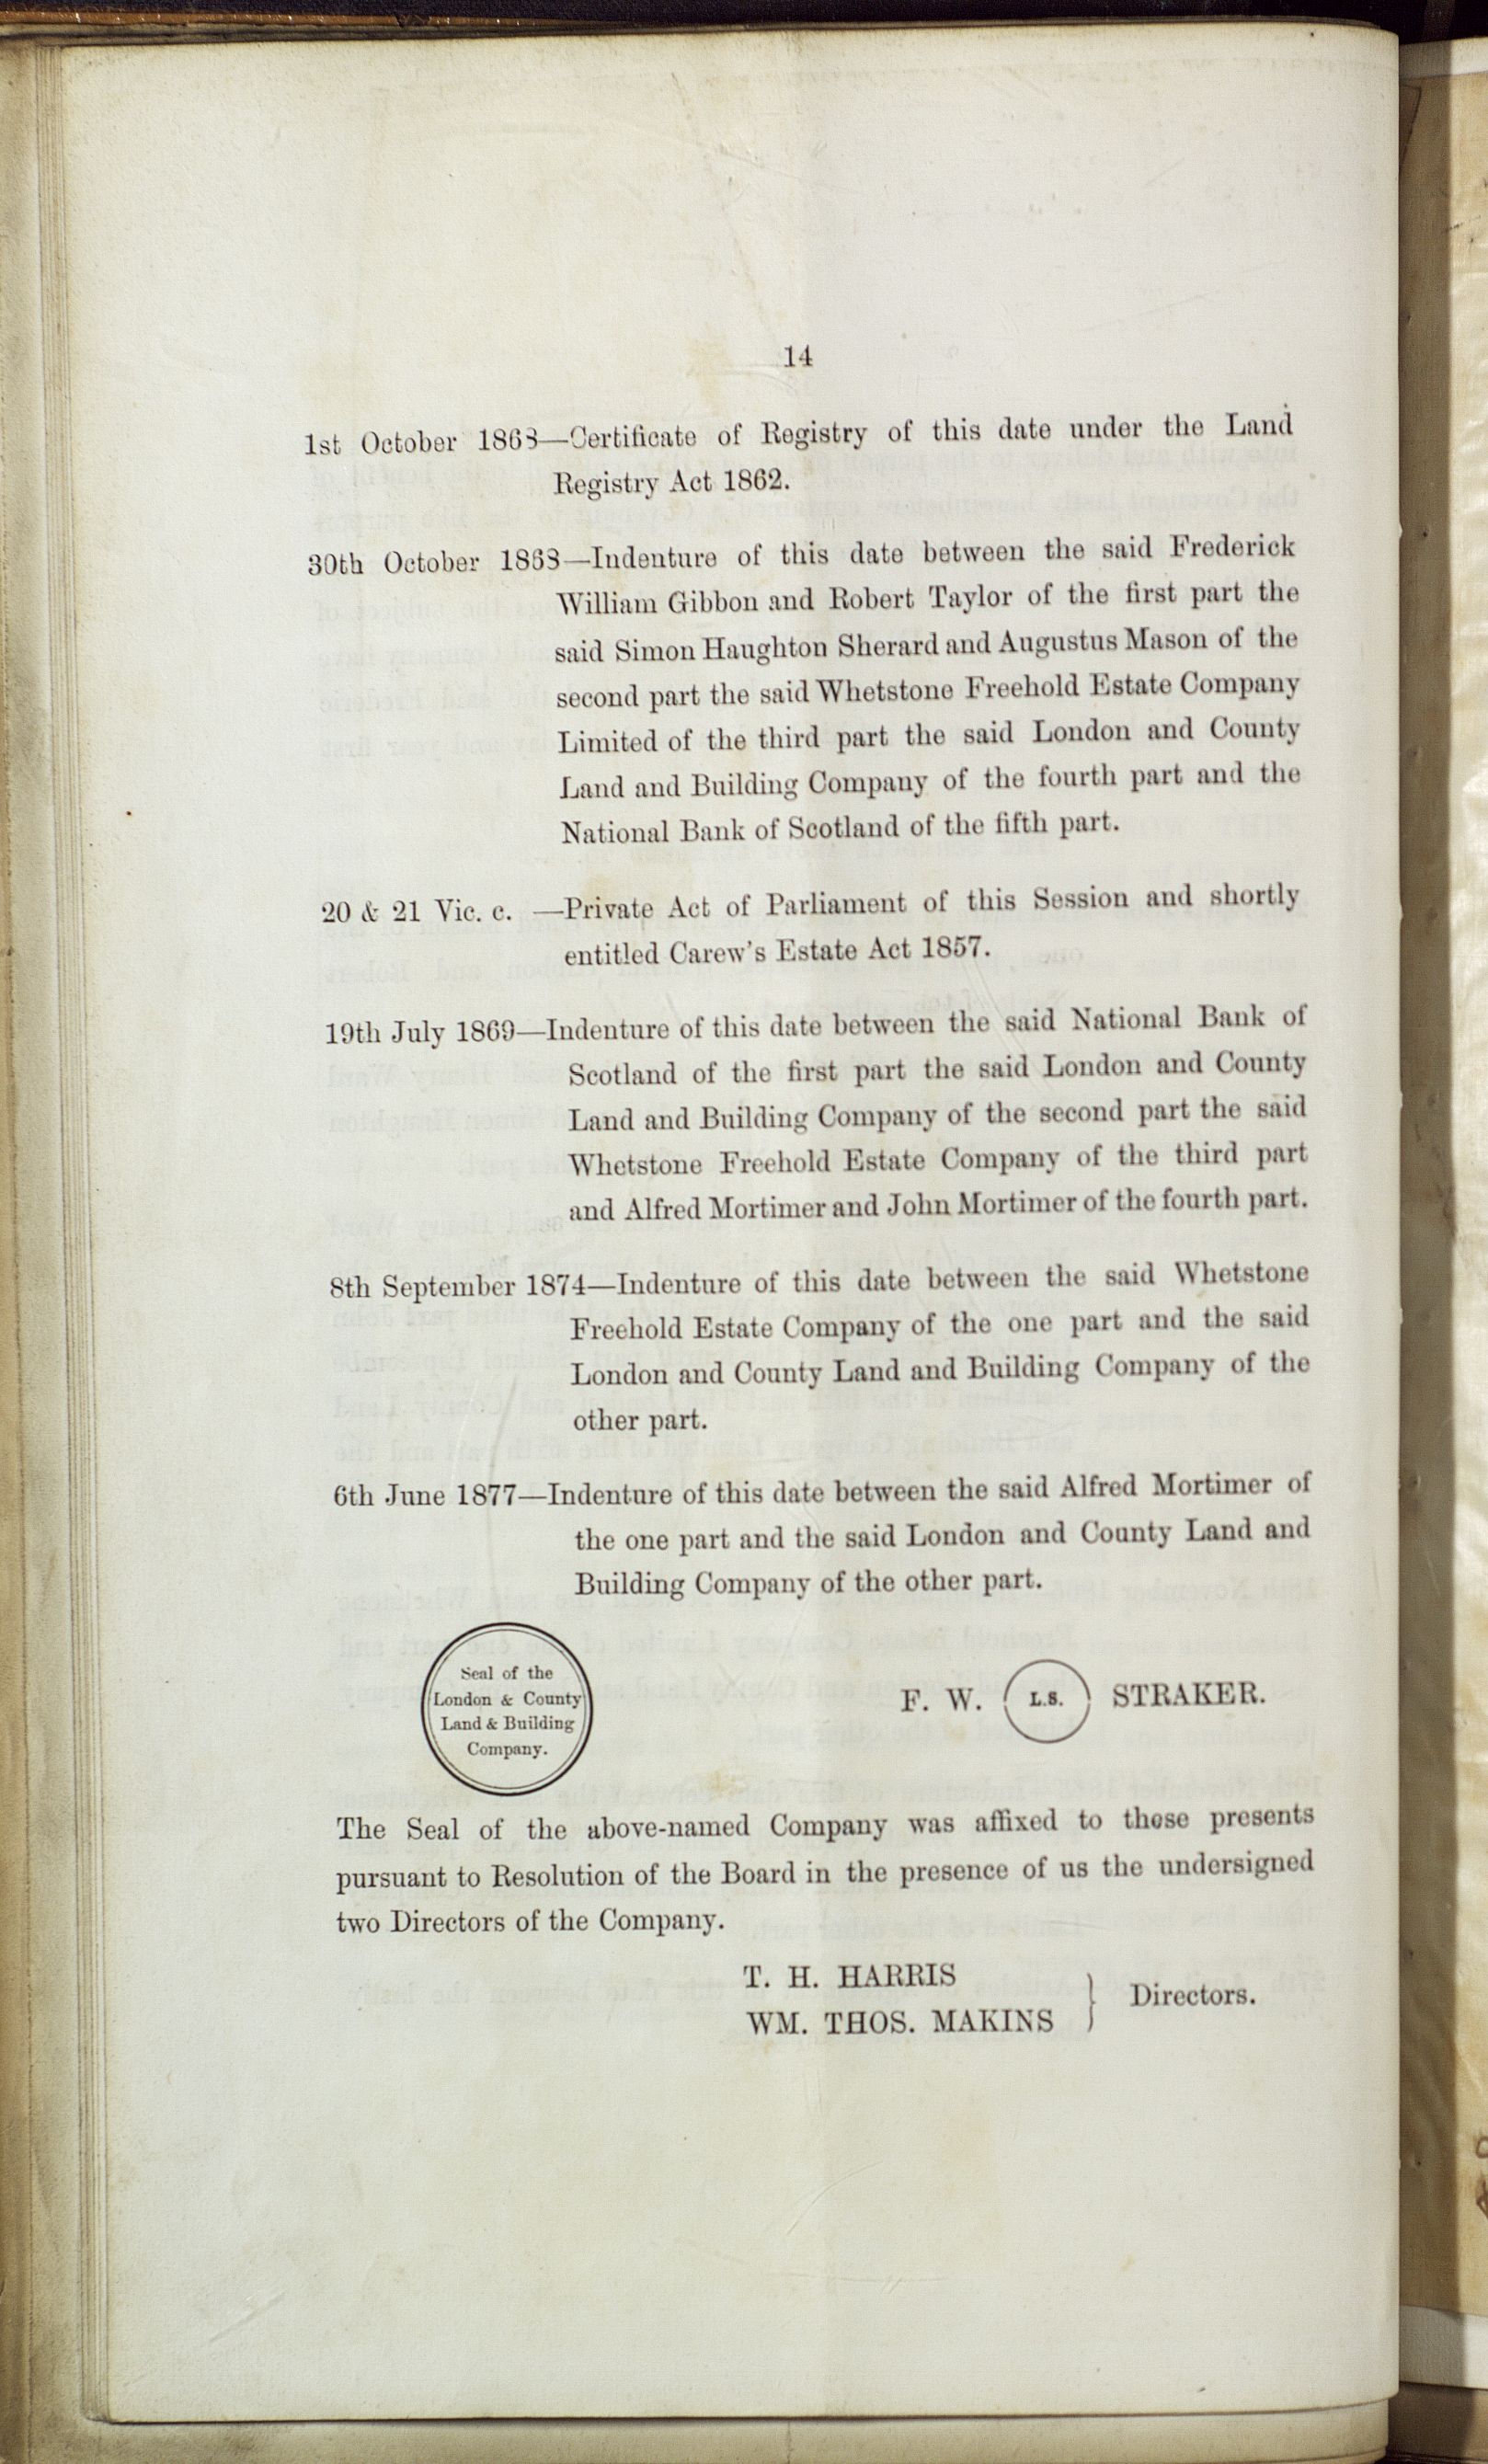 14
1st October 1863—Certificate of Registry of this date under the Land
Registry Act 1862.
30th October 1863—Indenture of this date between the said Frederick
William Gibbon and Robert Taylor of the first part the
said Simon Haughton Sherard and Augustus Mason of the
second part the said Whetstone Freehold Estate Company
Limited of the third part the said London and County
Land and Building Company of the fourth part and the
National Bank of Scotland of the fifth part.
20 & 21 Vic. c. —Private Act of Parliament of this Session and shortly
entitled Carew's Estate Act 1857.
19th July 1869—Indenture of this date between the said National Bank of
Scotland of the first part the said London and County
Land and Building Company of the second part the said
Whetstone Freehold Estate Company of the third part
and Alfred Mortimer and John Mortimer of the fourth part.
8th September 1874—Indenture of this date between the said Whetstone
Freehold Estate Company of the one part and the said
London and County Land and Building Company of the
other part.
6th June 1877—Indenture of this date between the said Alfred Mortimer of
the one part and the said London and County Land and
Building Company of the other part.
Seal of the
London & County
Land & Building
Company.
F. W. L.S. STRAKER.
The Seal of the above-named Company was affixed to these presents
pursuant to Resolution of the Board in the presence of us the undersigned
two Directors of the Company.
T. H. HARRIS
WM. THOS. MAKINS } Directors.